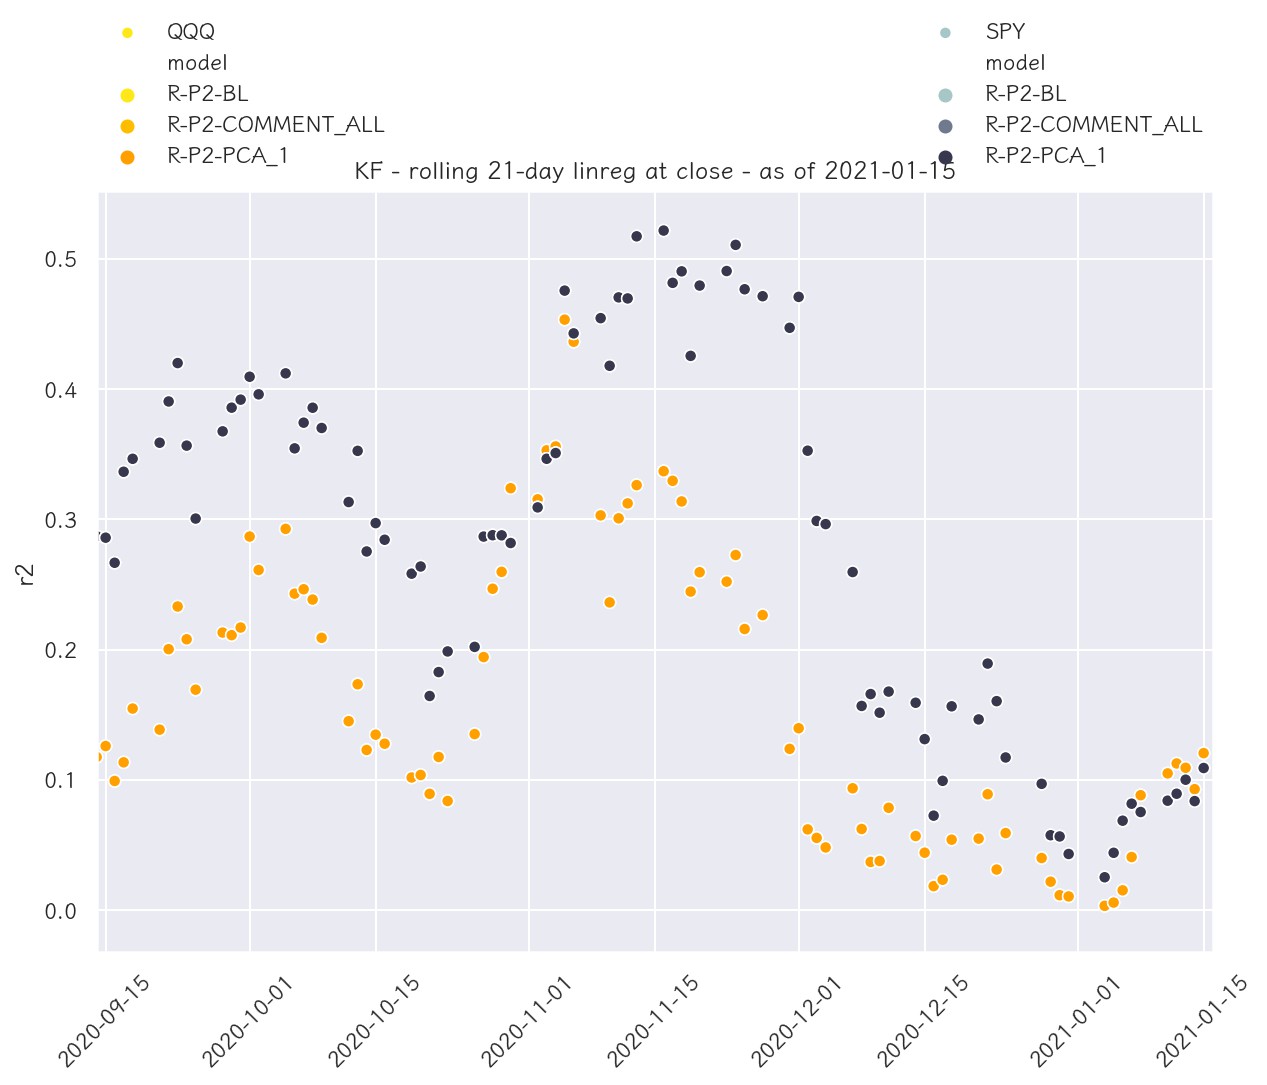 QQQ
model
R-P2-BL
R-P2-COMMENT_ALL
R-P2-PCA_1
SPY
model
R-P2-BL
R-P2-COMMENT_ALL
R-P2-PCA_1
KF - rolling 21-day linreg at close - as of 2021-01-15
r2
0.5
0.4
0.3
0.2
0.1
0.0
2020-09-15
2020-10-01
2020-10-15
2020-11-01
2020-11-15
2020-12-01
2020-12-15
2021-01-01
2021-01-15